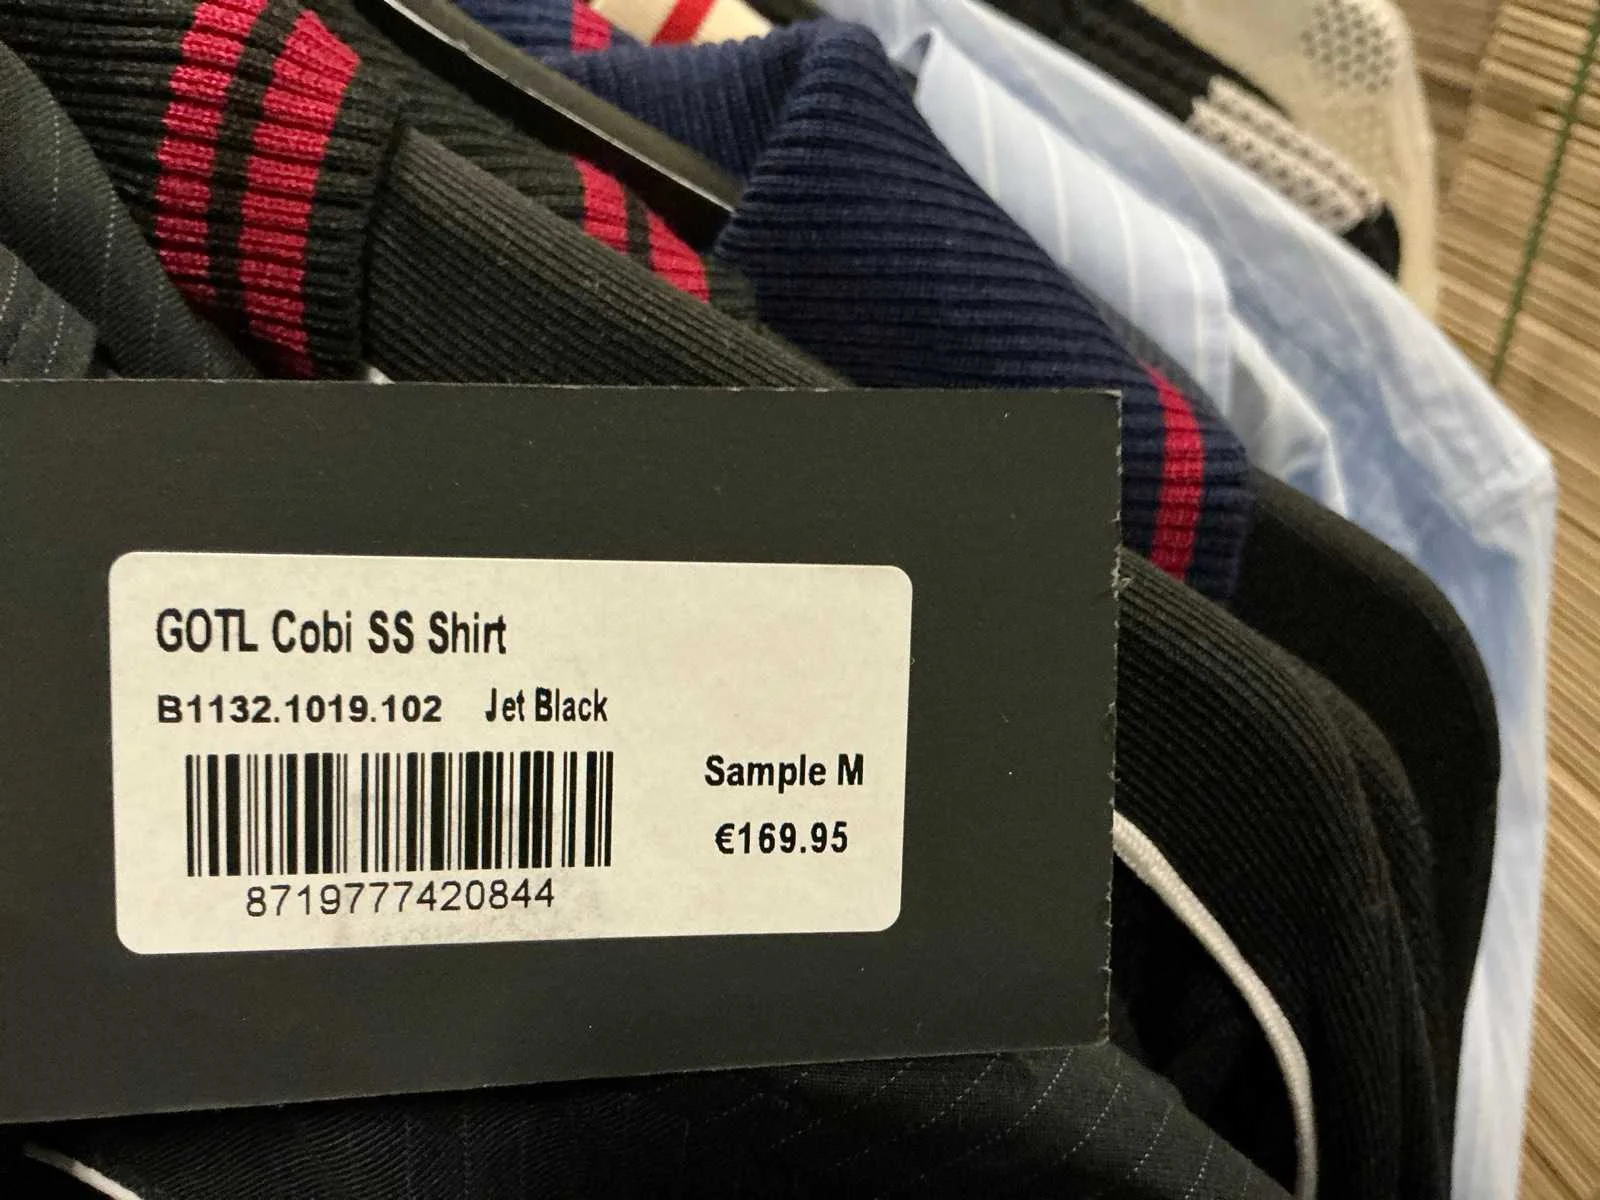 GOTL Cobi SS Shirt
B1132.1019.102 Jet Black
Sample M
€169.95
8719777420844